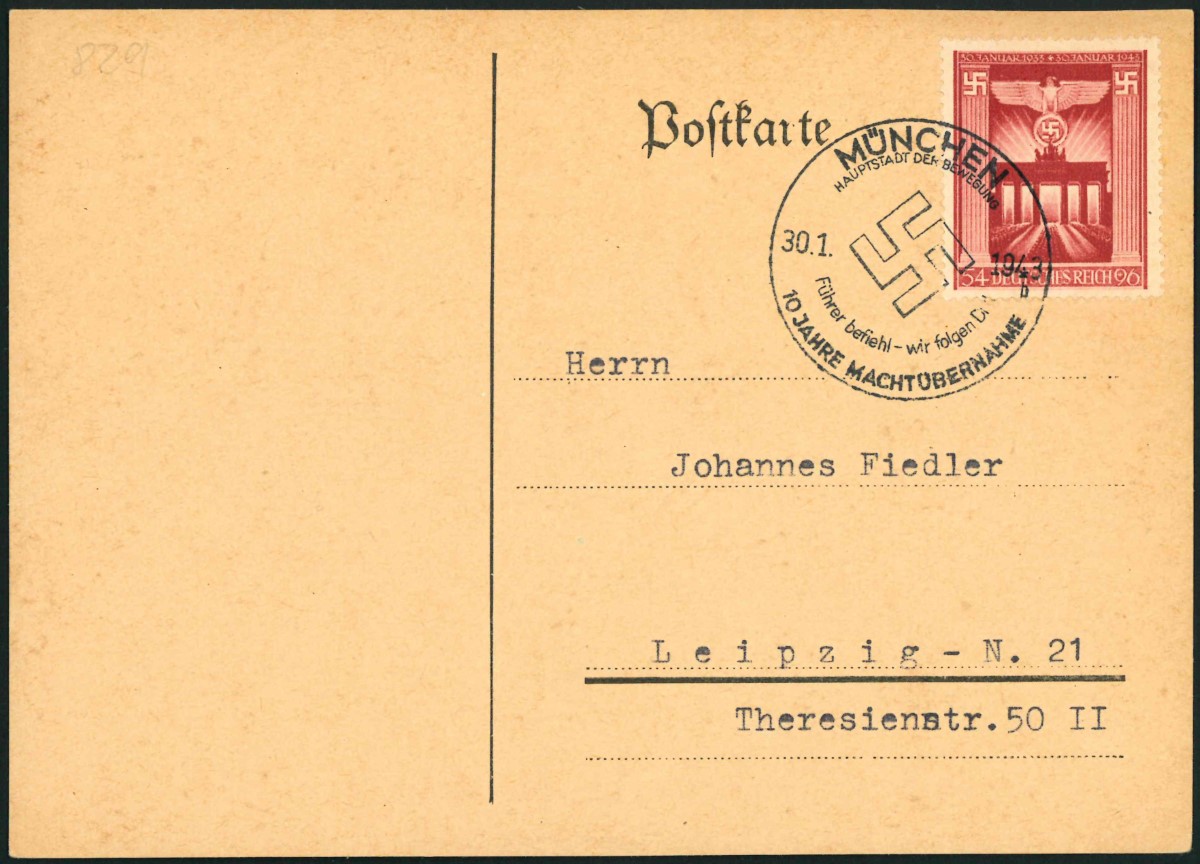 829
Postkarte
30.JANUAR 1933 * 30.JANUAR 1943
54 DEUTSCHES REICH 96
MÜNCHEN
HAUPTSTADT DER BEWEGUNG
30.1. 1943
b
Führer befiehl – wir folgen
10 JAHRE MACHTÜBERNAHME
Herrn
Johannes Fiedler
Leipzig - N. 21
Theresienstr. 50 II